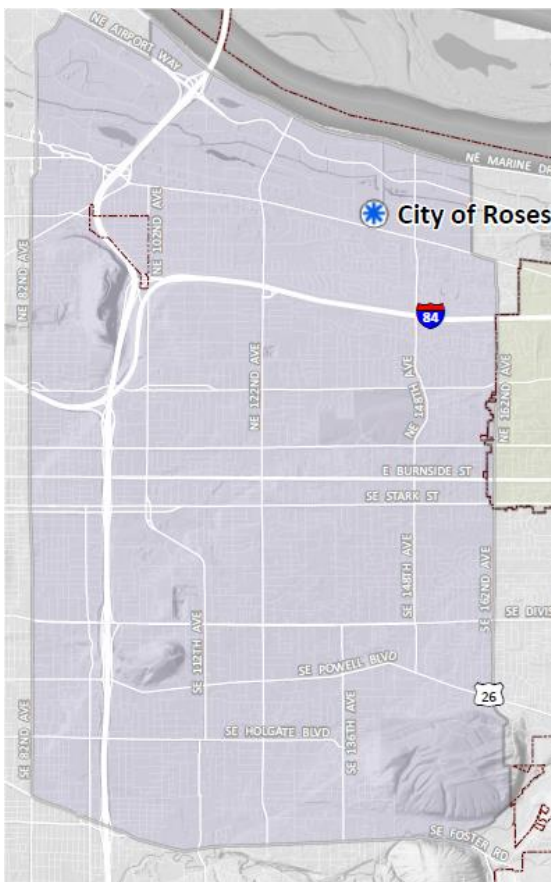 NE AIRPORT WAY
NE MARINE DR
City of Roses
NE 102ND AVE
NE 82ND AVE
84
NE 122ND AVE
NE 148TH AVE
NE 162ND AVE
E BURNSIDE ST
SE STARK ST
SE 148TH AVE
SE 162ND AVE
SE DIVIS
SE 112TH AVE
SE POWELL BLVD
26
SE 136TH AVE
SE HOLGATE BLVD
SE 82ND AVE
SE FOSTER RD